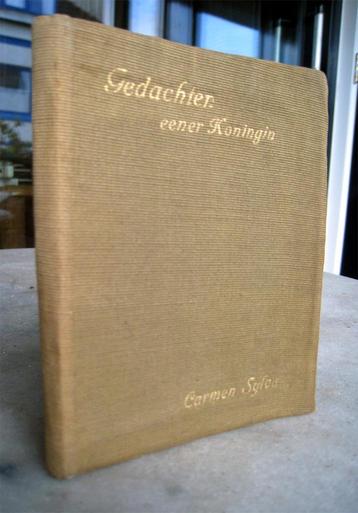 Gedachten
eener Koningin
Carmen Sylva